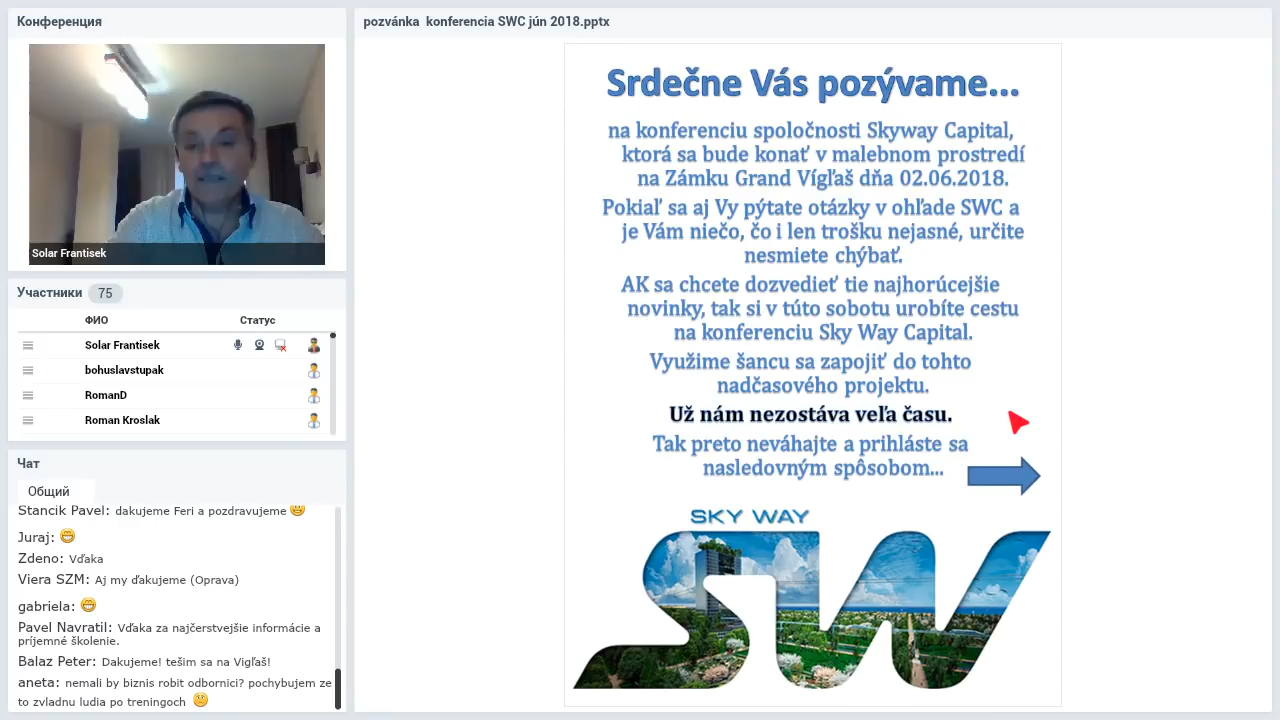 Конференция
Solar Frantisek
Участники 75
ФИО Статус
Solar Frantisek
bohuslavstupak
RomanD
Roman Kroslak
Чат
Общий
Stancik Pavel: dakujeme Feri a pozdravujeme
Juraj:
Zdeno: Vďaka
Viera SZM: Aj my ďakujeme (Oprava)
gabriela:
Pavel Navratil: Vďaka za najčerstvejšie informácie a
príjemné školenie.
Balaz Peter: Dakujeme! tešim sa na Vigľaš!
aneta: nemali by biznis robit odbornici? pochybujem ze
to zvladnu ludia po treningoch
pozvánka konferencia SWC jún 2018.pptx
Srdečne Vás pozývame...
na konferenciu spoločnosti Skyway Capital,
ktorá sa bude konať v malebnom prostredí
na Zámku Grand Vígľaš dňa 02.06.2018.
Pokiaľ sa aj Vy pýtate otázky v ohľade SWC a
je Vám niečo, čo i len trošku nejasné, určite
nesmiete chýbať.
AK sa chcete dozvedieť tie najhorúcejšie
novinky, tak si v túto sobotu urobíte cestu
na konferenciu Sky Way Capital.
Využime šancu sa zapojiť do tohto
nadčasového projektu.
Už nám nezostáva veľa času.
Tak preto neváhajte a prihláste sa
nasledovným spôsobom...
SKY WAY
SW